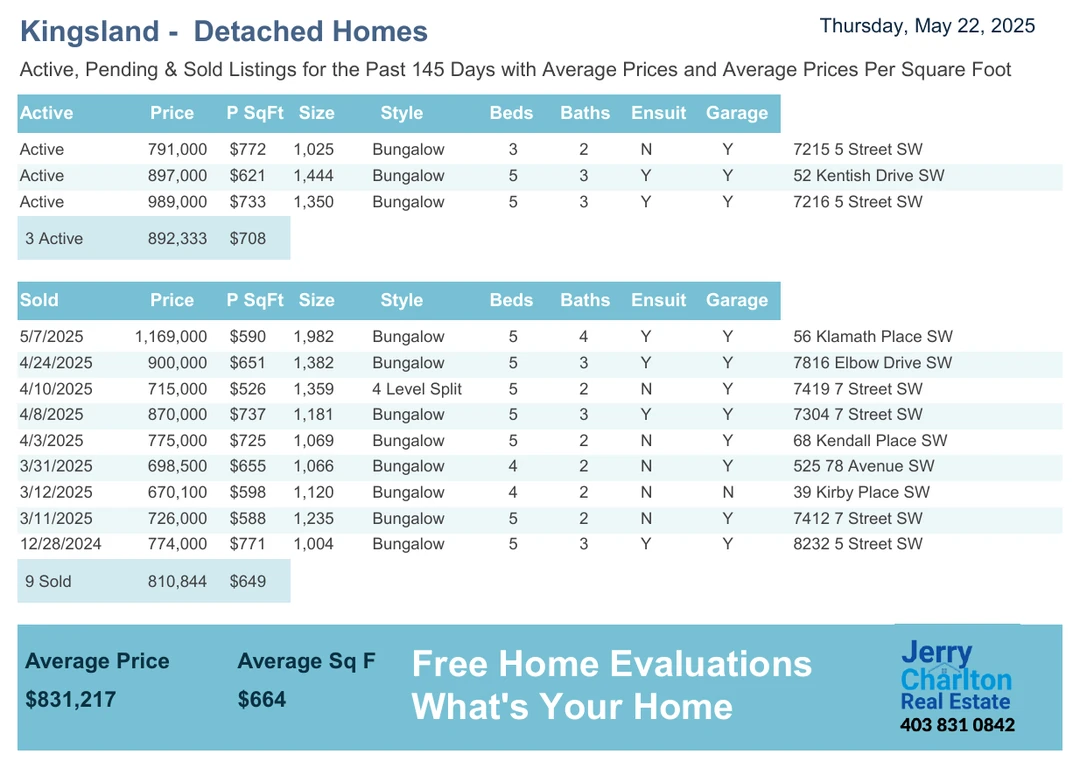 Kingsland -  Detached Homes
Thursday, May 22, 2025
Active, Pending & Sold Listings for the Past 145 Days with Average Prices and Average Prices Per Square Foot
Active Price P SqFt Size Style Beds Baths Ensuit Garage
Active 791,000 $772 1,025 Bungalow 3 2 N Y 7215 5 Street SW
Active 897,000 $621 1,444 Bungalow 5 3 Y Y 52 Kentish Drive SW
Active 989,000 $733 1,350 Bungalow 5 3 Y Y 7216 5 Street SW
3 Active 892,333 $708
Sold Price P SqFt Size Style Beds Baths Ensuit Garage
5/7/2025 1,169,000 $590 1,982 Bungalow 5 4 Y Y 56 Klamath Place SW
4/24/2025 900,000 $651 1,382 Bungalow 5 3 Y Y 7816 Elbow Drive SW
4/10/2025 715,000 $526 1,359 4 Level Split 5 2 N Y 7419 7 Street SW
4/8/2025 870,000 $737 1,181 Bungalow 5 3 Y Y 7304 7 Street SW
4/3/2025 775,000 $725 1,069 Bungalow 5 2 N Y 68 Kendall Place SW
3/31/2025 698,500 $655 1,066 Bungalow 4 2 N Y 525 78 Avenue SW
3/12/2025 670,100 $598 1,120 Bungalow 4 2 N N 39 Kirby Place SW
3/11/2025 726,000 $588 1,235 Bungalow 5 2 N Y 7412 7 Street SW
12/28/2024 774,000 $771 1,004 Bungalow 5 3 Y Y 8232 5 Street SW
9 Sold 810,844 $649
Average Price Average Sq F
$831,217 $664
Free Home Evaluations
What's Your Home
Jerry
Charlton
Real Estate
403 831 0842